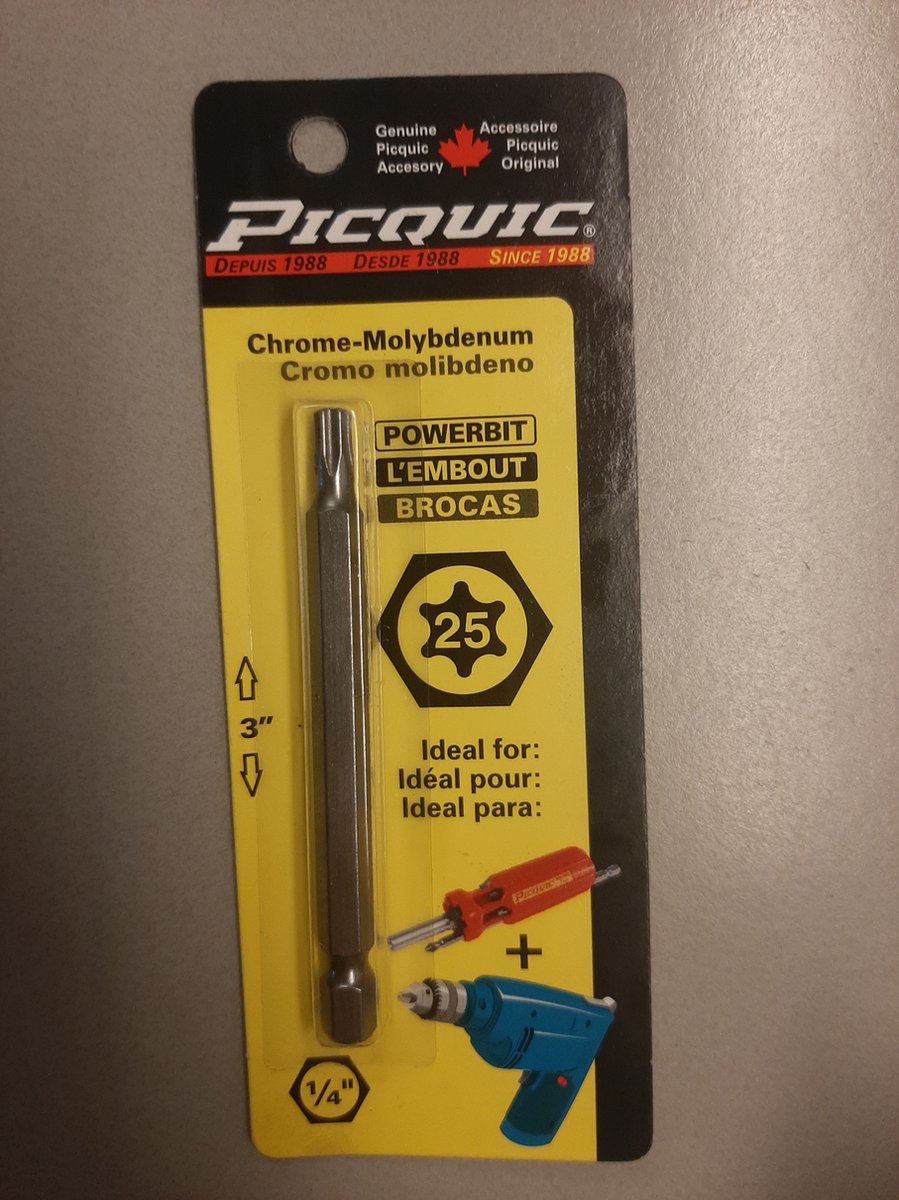 Genuine
Picquic
Accesory
Accessoire
Picquic
Original
PICQUIC®
DEPUIS 1988 DESDE 1988 SINCE 1988
Chrome-Molybdenum
Cromo molibdeno
POWERBIT
L'EMBOUT
BROCAS
25
3"
Ideal for:
Idéal pour:
Ideal para:
PICQUIC
+
1/4"